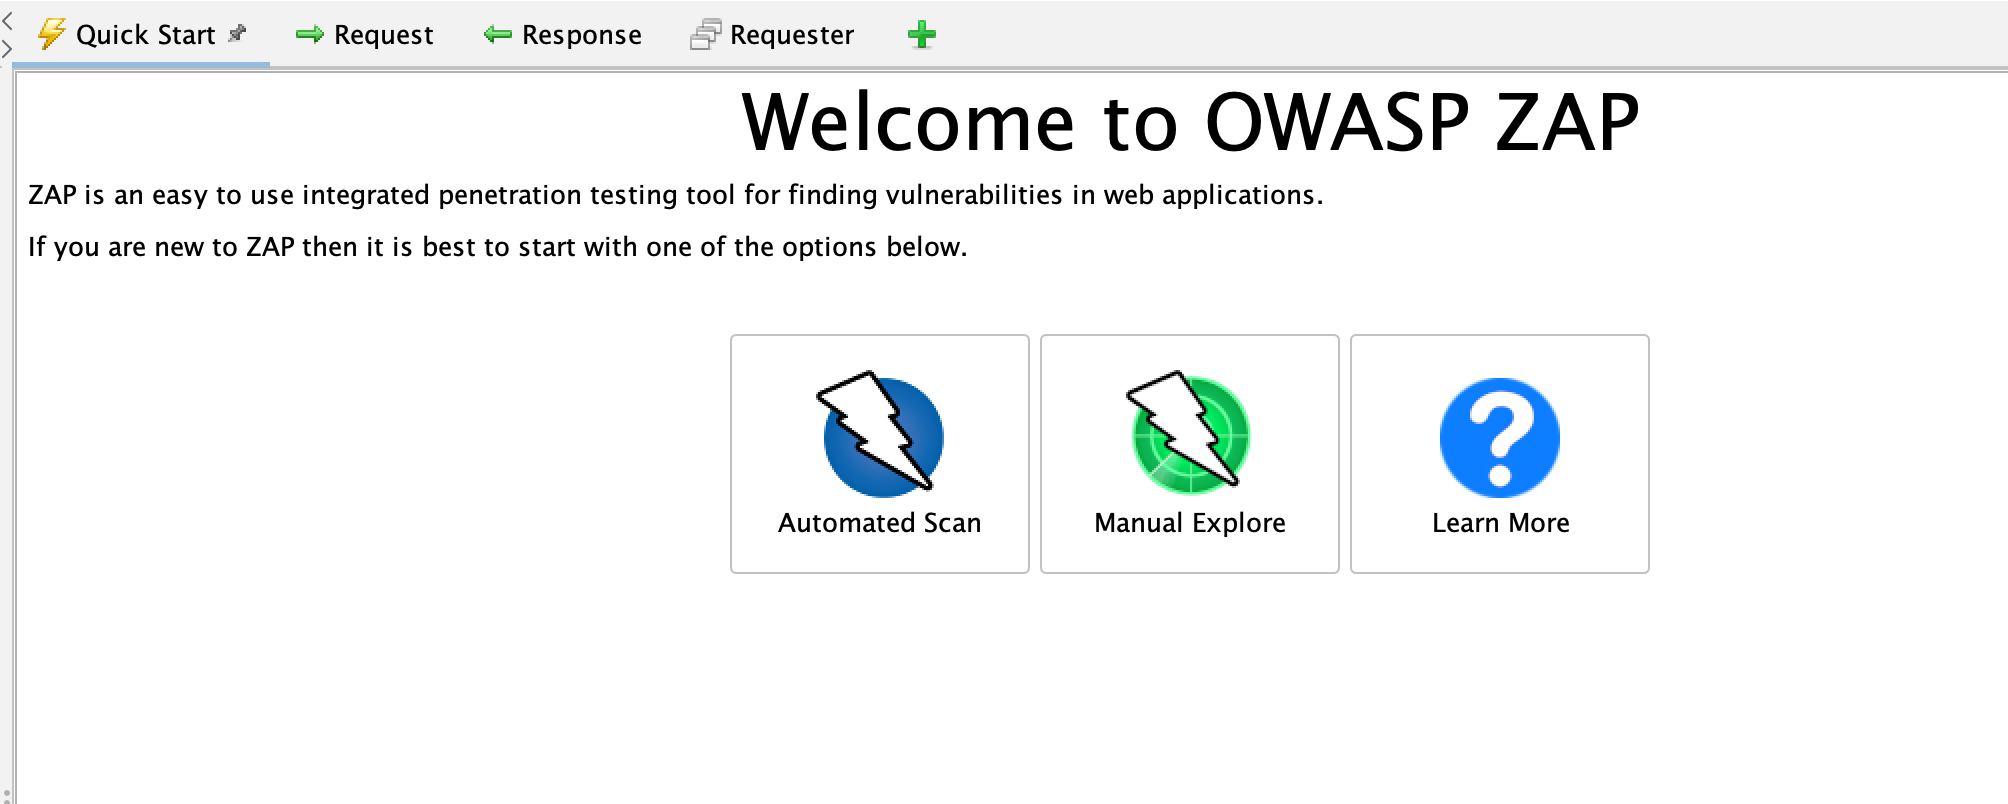 Quick Start
Request
Response
Requester
Welcome to OWASP ZAP
ZAP is an easy to use integrated penetration testing tool for finding vulnerabilities in web applications.
If you are new to ZAP then it is best to start with one of the options below.
Automated Scan
Manual Explore
Learn More